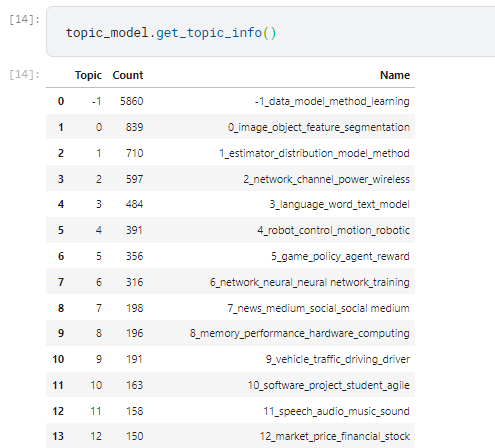 [14]: topic_model.get_topic_info()
[14]: Topic Count Name
0 -1 5860 -1_data_model_method_learning
1 0 839 0_image_object_feature_segmentation
2 1 710 1_estimator_distribution_model_method
3 2 597 2_network_channel_power_wireless
4 3 484 3_language_word_text_model
5 4 391 4_robot_control_motion_robotic
6 5 356 5_game_policy_agent_reward
7 6 316 6_network_neural_neural network_training
8 7 198 7_news_medium_social_social medium
9 8 196 8_memory_performance_hardware_computing
10 9 191 9_vehicle_traffic_driving_driver
11 10 163 10_software_project_student_agile
12 11 158 11_speech_audio_music_sound
13 12 150 12_market_price_financial_stock